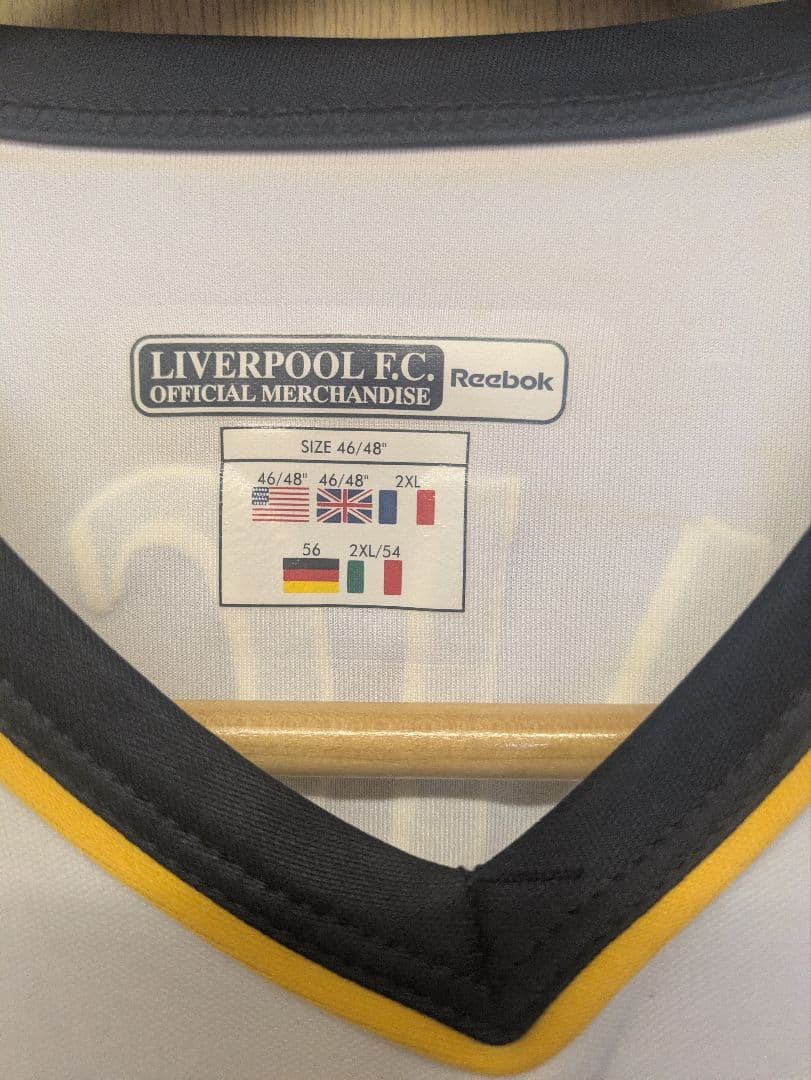 LIVERPOOL F.C.
OFFICIAL MERCHANDISE
Reebok
SIZE 46/48"
46/48" 46/48" 2XL
56 2XL/54